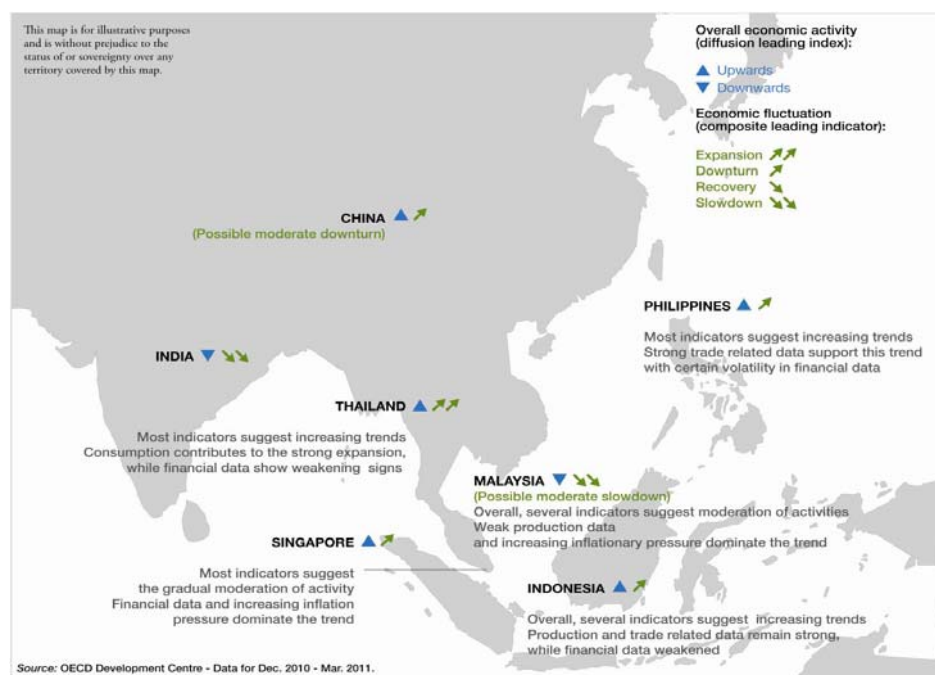 This map is for illustrative purposes
and is without prejudice to the
status of or sovereignty over any
territory covered by this map.
Overall economic activity
(diffusion leading index):
Upwards
Downwards
Economic fluctuation
(composite leading indicator):
Expansion
Downturn
Recovery
Slowdown
CHINA
(Possible moderate downturn)
PHILIPPINES
Most indicators suggest increasing trends
Strong trade related data support this trend
with certain volatility in financial data
INDIA
THAILAND
Most indicators suggest increasing trends
Consumption contributes to the strong expansion,
while financial data show weakening signs
MALAYSIA
(Possible moderate slowdown)
Overall, several indicators suggest moderation of activities
Weak production data
and increasing inflationary pressure dominate the trend
SINGAPORE
Most indicators suggest
the gradual moderation of activity
Financial data and increasing inflation
pressure dominate the trend
INDONESIA
Overall, several indicators suggest increasing trends
Production and trade related data remain strong,
while financial data weakened
Source: OECD Development Centre - Data for Dec. 2010 - Mar. 2011.